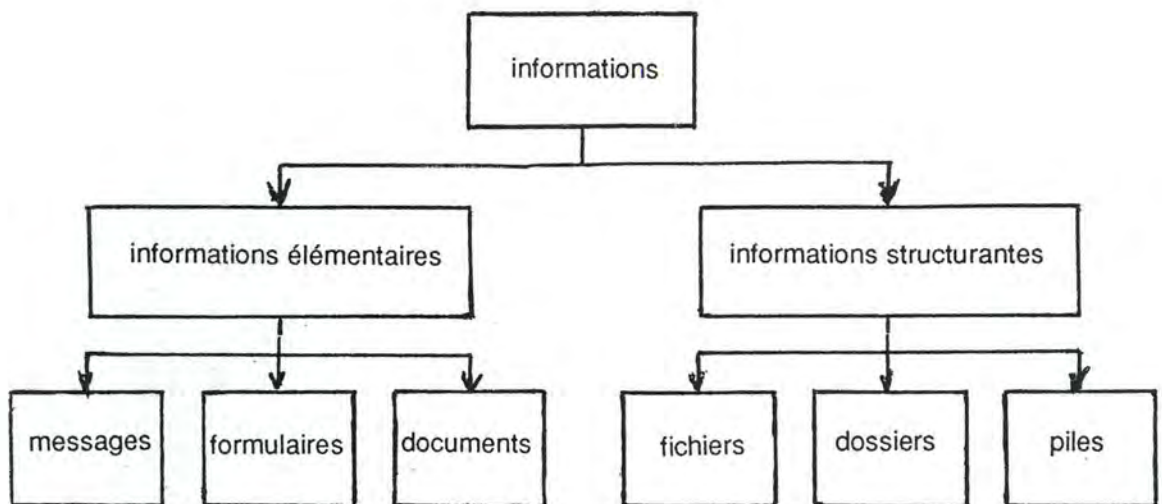 informations
informations élémentaires
informations structurantes
messages
formulaires
documents
fichiers
dossiers
piles